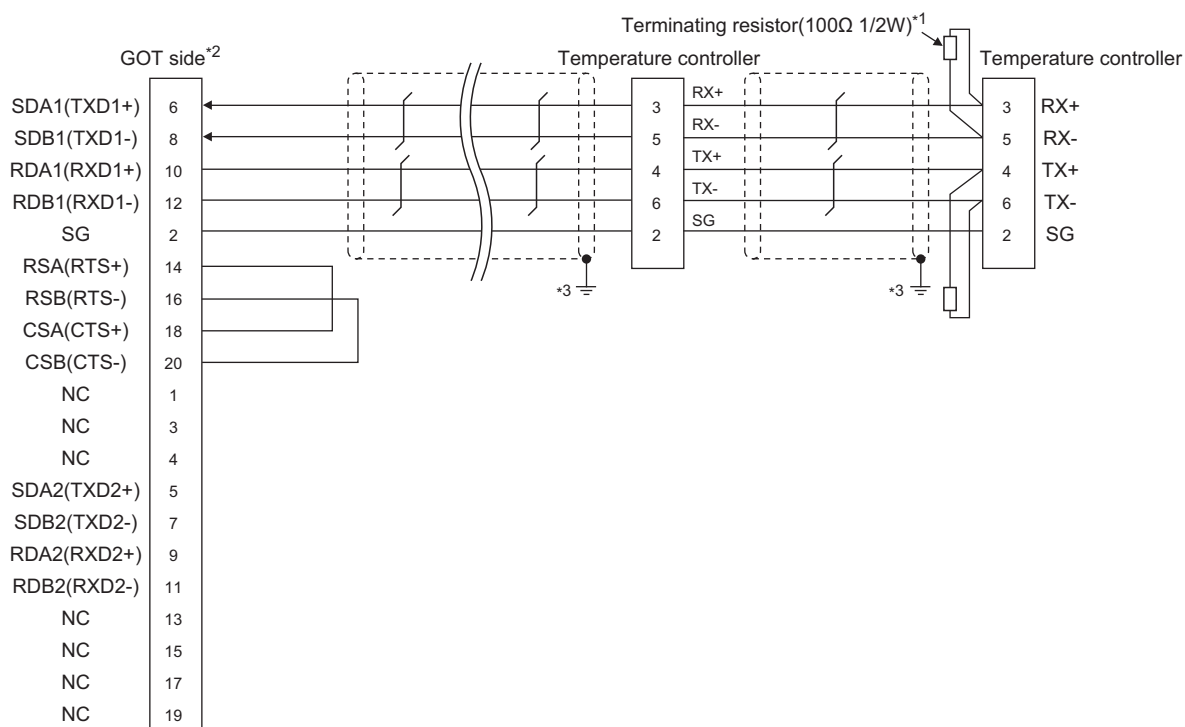 Terminating resistor(100Ω 1/2W)*1
GOT side*2 Temperature controller Temperature controller
SDA1(TXD1+) 6 3 RX+ 3 RX+
SDB1(TXD1-) 8 5 RX- 5 RX-
RDA1(RXD1+) 10 4 TX+ 4 TX+
RDB1(RXD1-) 12 6 TX- 6 TX-
SG 2 2 SG 2 SG
RSA(RTS+) 14
RSB(RTS-) 16 *3 *3
CSA(CTS+) 18
CSB(CTS-) 20
NC 1
NC 3
NC 4
SDA2(TXD2+) 5
SDB2(TXD2-) 7
RDA2(RXD2+) 9
RDB2(RXD2-) 11
NC 13
NC 15
NC 17
NC 19